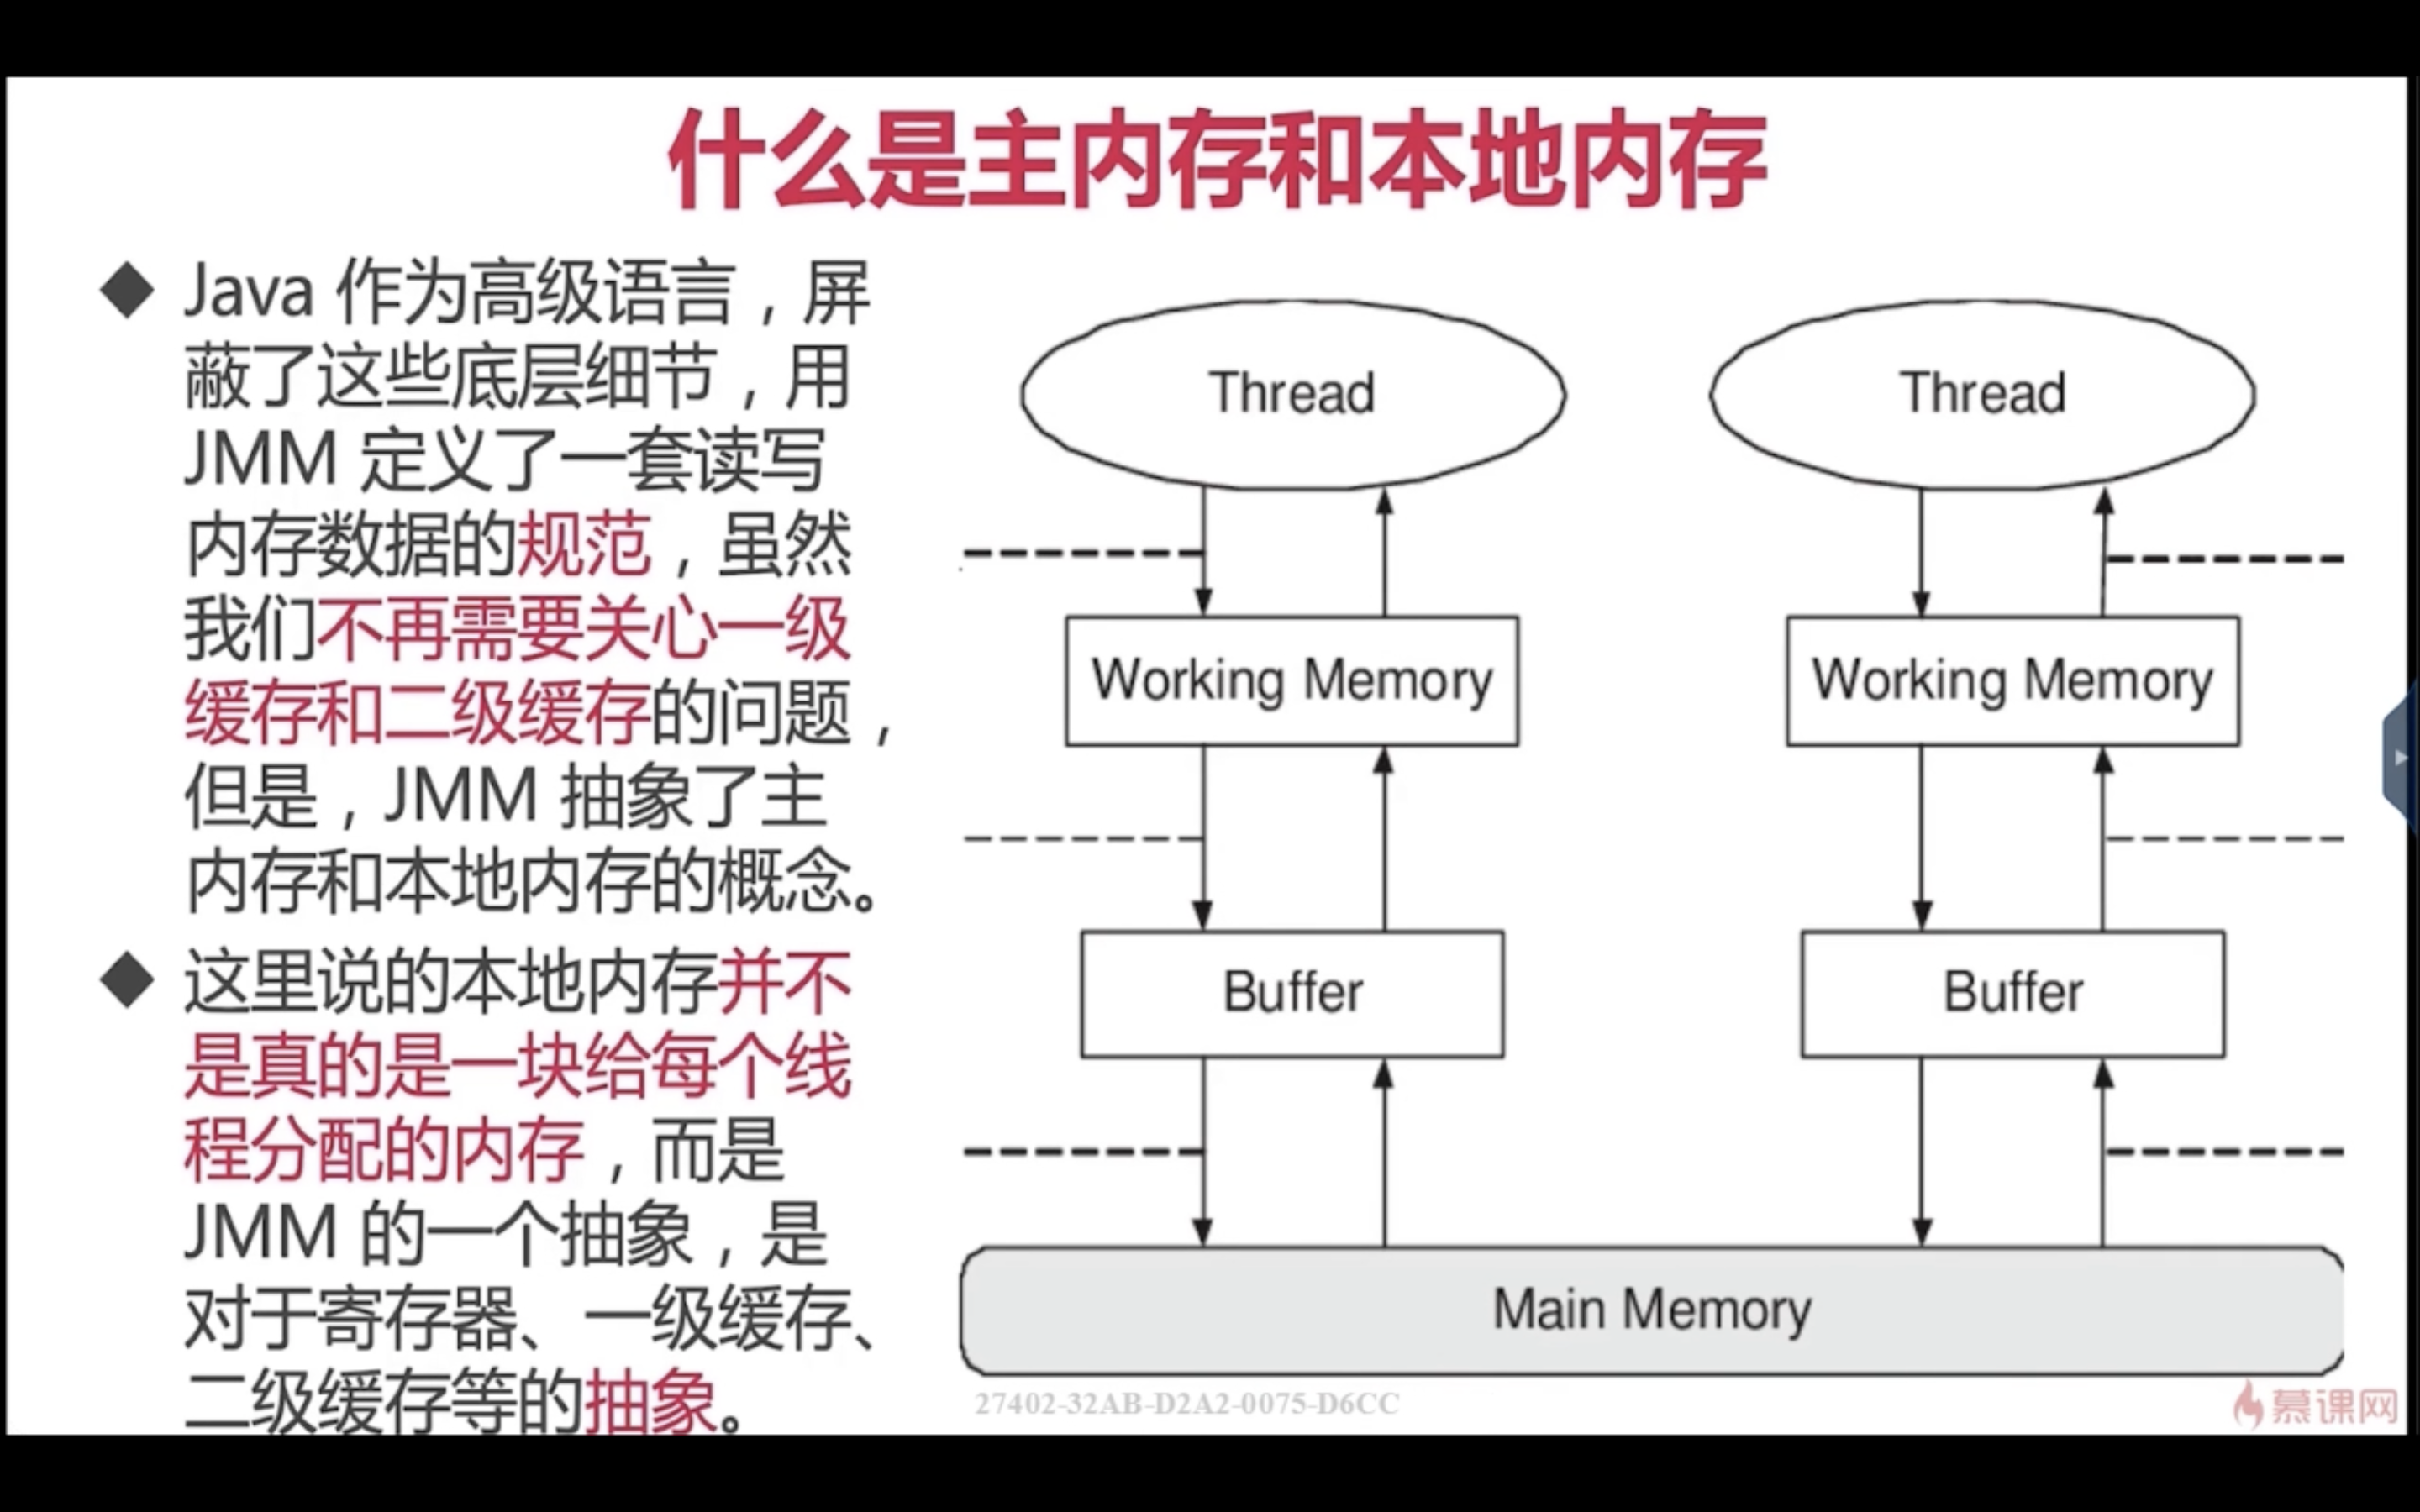 什么是主内存和本地内存
Java 作为高级语言，屏
蔽了这些底层细节，用
JMM 定义了一套读写
内存数据的规范，虽然
我们不再需要关心一级
缓存和二级缓存的问题，
但是，JMM 抽象了主
内存和本地内存的概念。
这里说的本地内存并不
是真的是一块给每个线
程分配的内存，而是
JMM 的一个抽象，是
对于寄存器、一级缓存、
二级缓存等的抽象。
Thread
Thread
Working Memory
Working Memory
Buffer
Buffer
Main Memory
27402-32AB-D2A2-0075-D6CC
慕课网